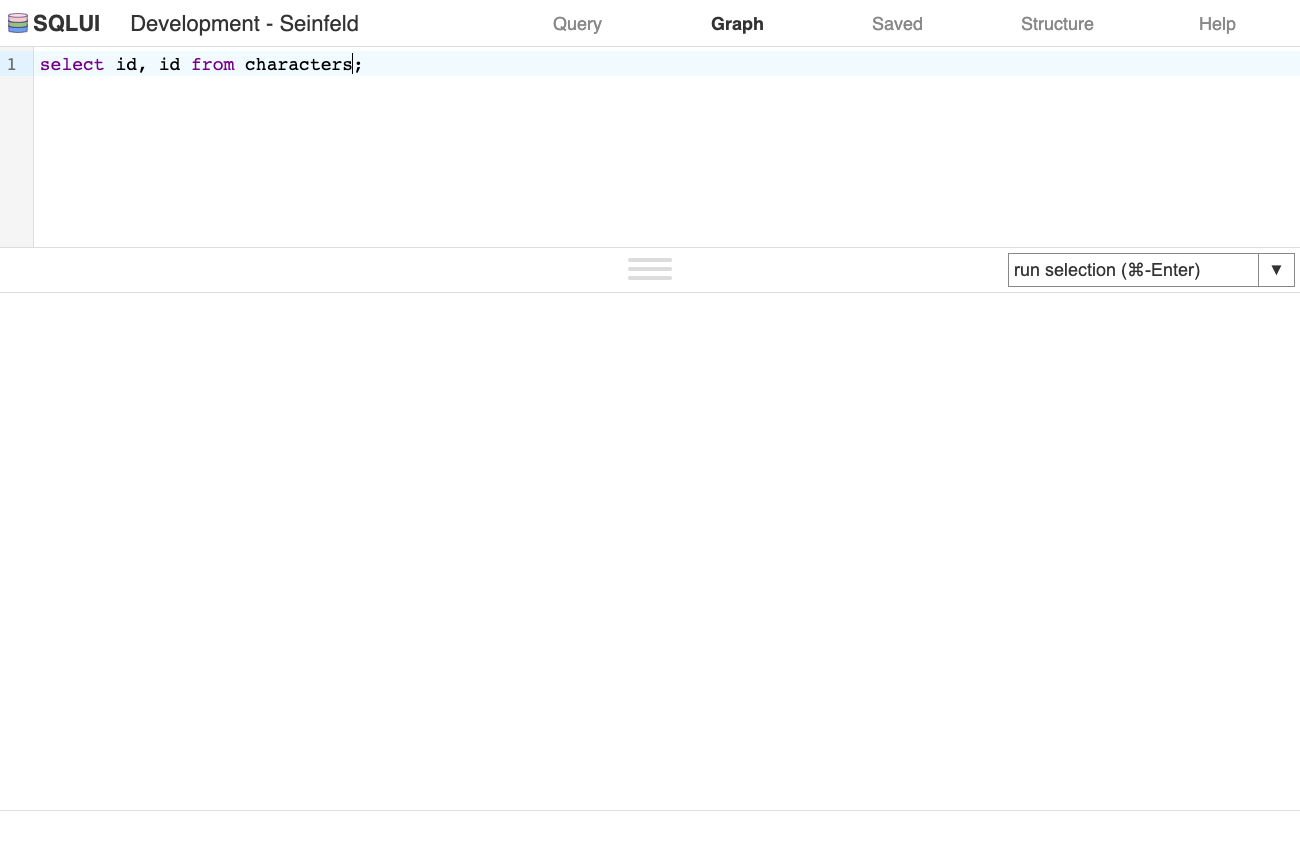 SQLUI Development - Seinfeld Query Graph Saved Structure Help
1 select id, id from characters;
run selection (⌘-Enter) ▼